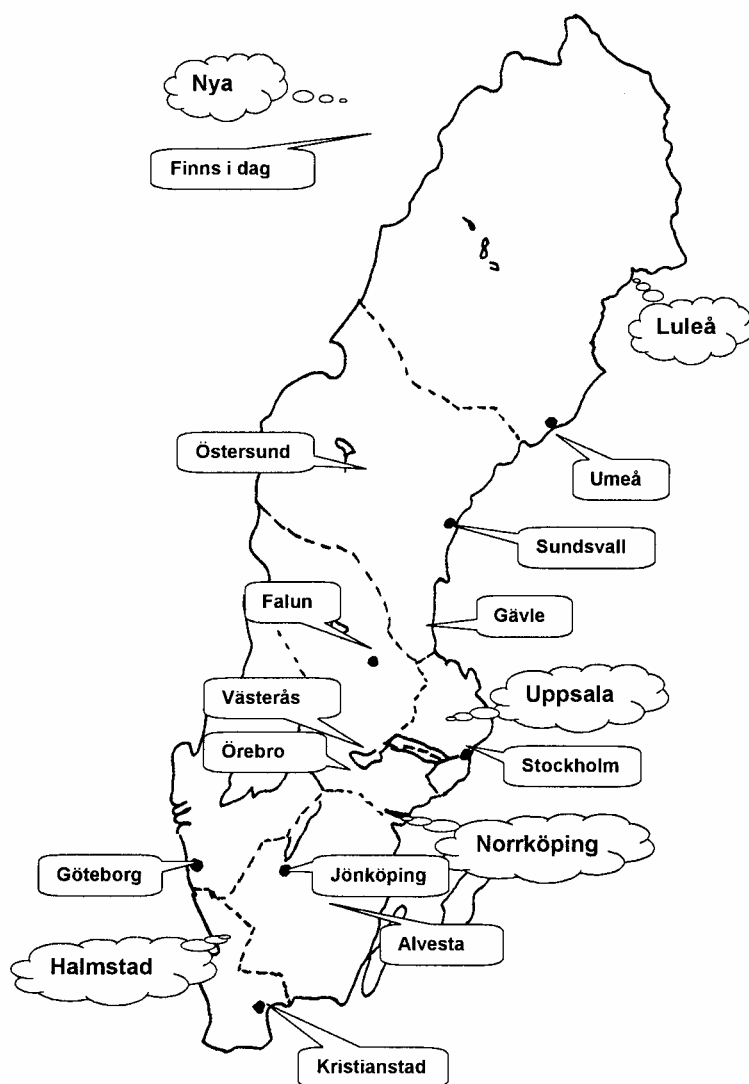 Nya
Finns i dag
Luleå
Östersund
Umeå
Sundsvall
Falun
Gävle
Västerås
Uppsala
Örebro
Stockholm
Norrköping
Göteborg
Jönköping
Alvesta
Halmstad
Kristianstad